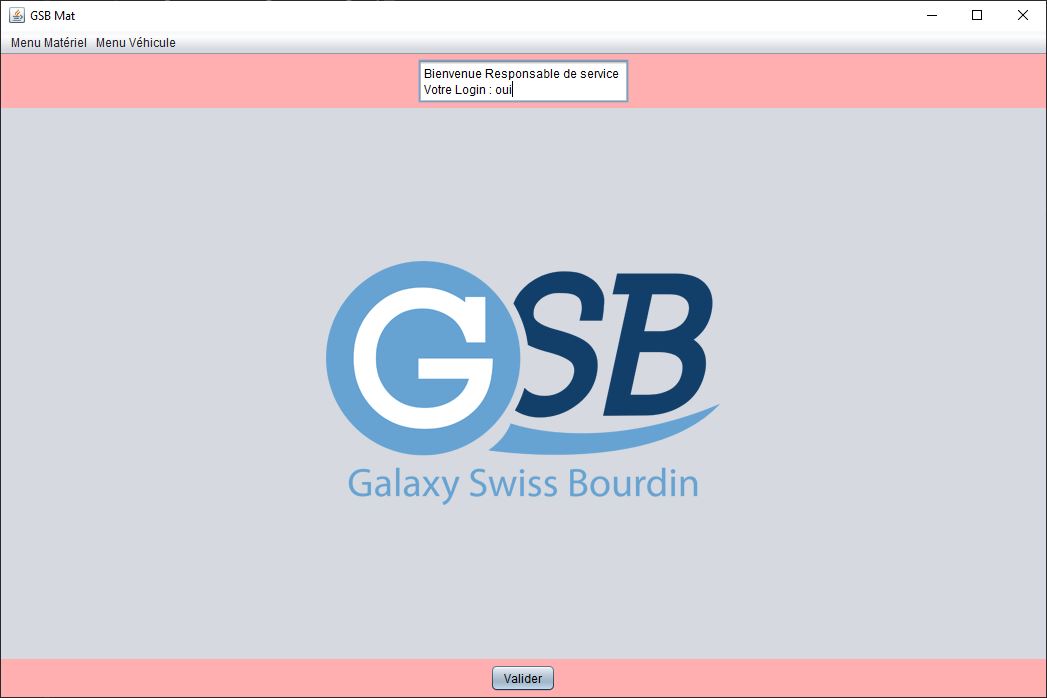 GSB Mat
Menu Matériel Menu Véhicule
Bienvenue Responsable de service
Votre Login : oui
GSB
Galaxy Swiss Bourdin
Valider